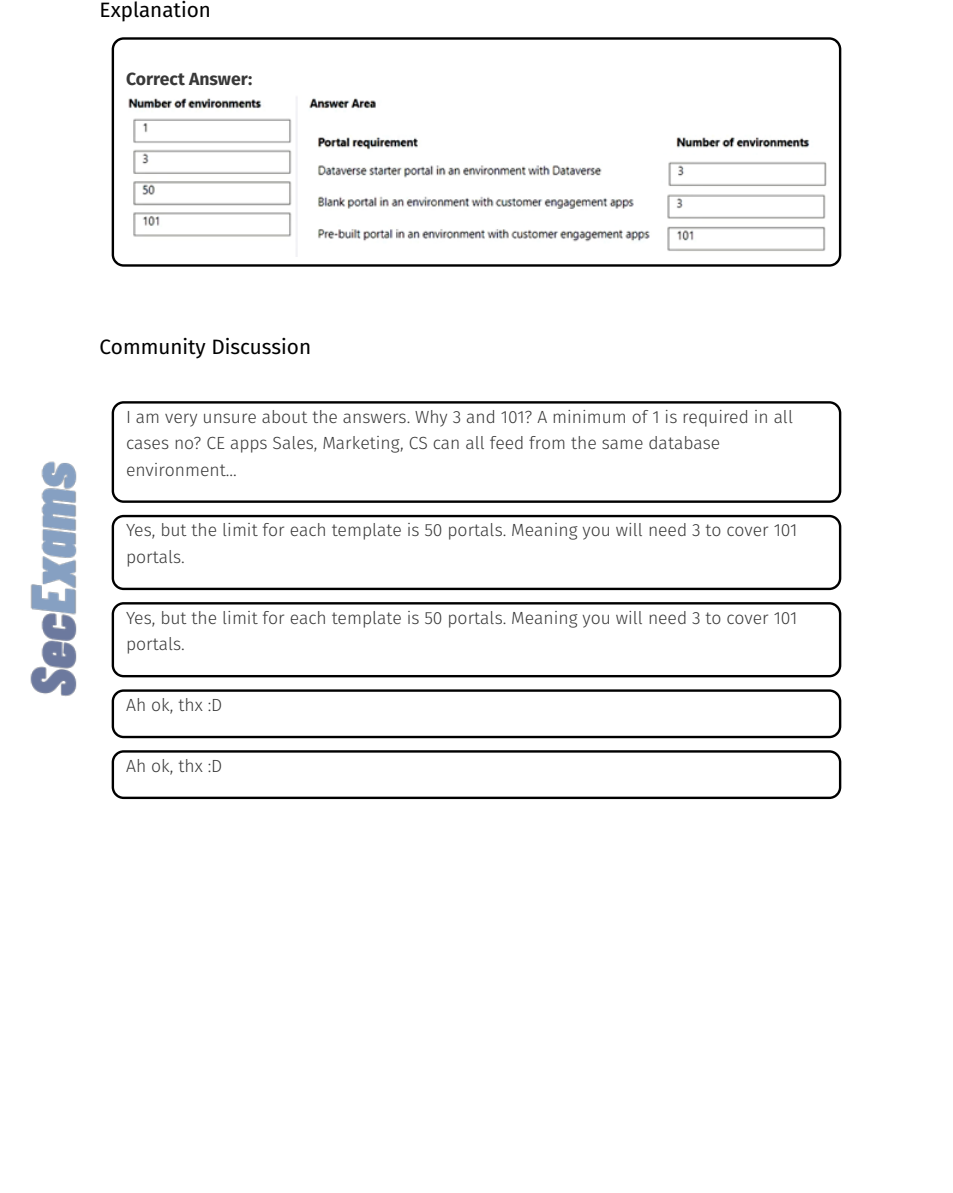 Explanation
Correct Answer:
Number of environments
Answer Area
1
3
50
101
Portal requirement
Number of environments
Dataverse starter portal in an environment with Dataverse
3
Blank portal in an environment with customer engagement apps
3
Pre-built portal in an environment with customer engagement apps
101
Community Discussion
I am very unsure about the answers. Why 3 and 101? A minimum of 1 is required in all
cases no? CE apps Sales, Marketing, CS can all feed from the same database
environment...
Yes, but the limit for each template is 50 portals. Meaning you will need 3 to cover 101
portals.
Yes, but the limit for each template is 50 portals. Meaning you will need 3 to cover 101
portals.
Ah ok, thx :D
Ah ok, thx :D
SecExams